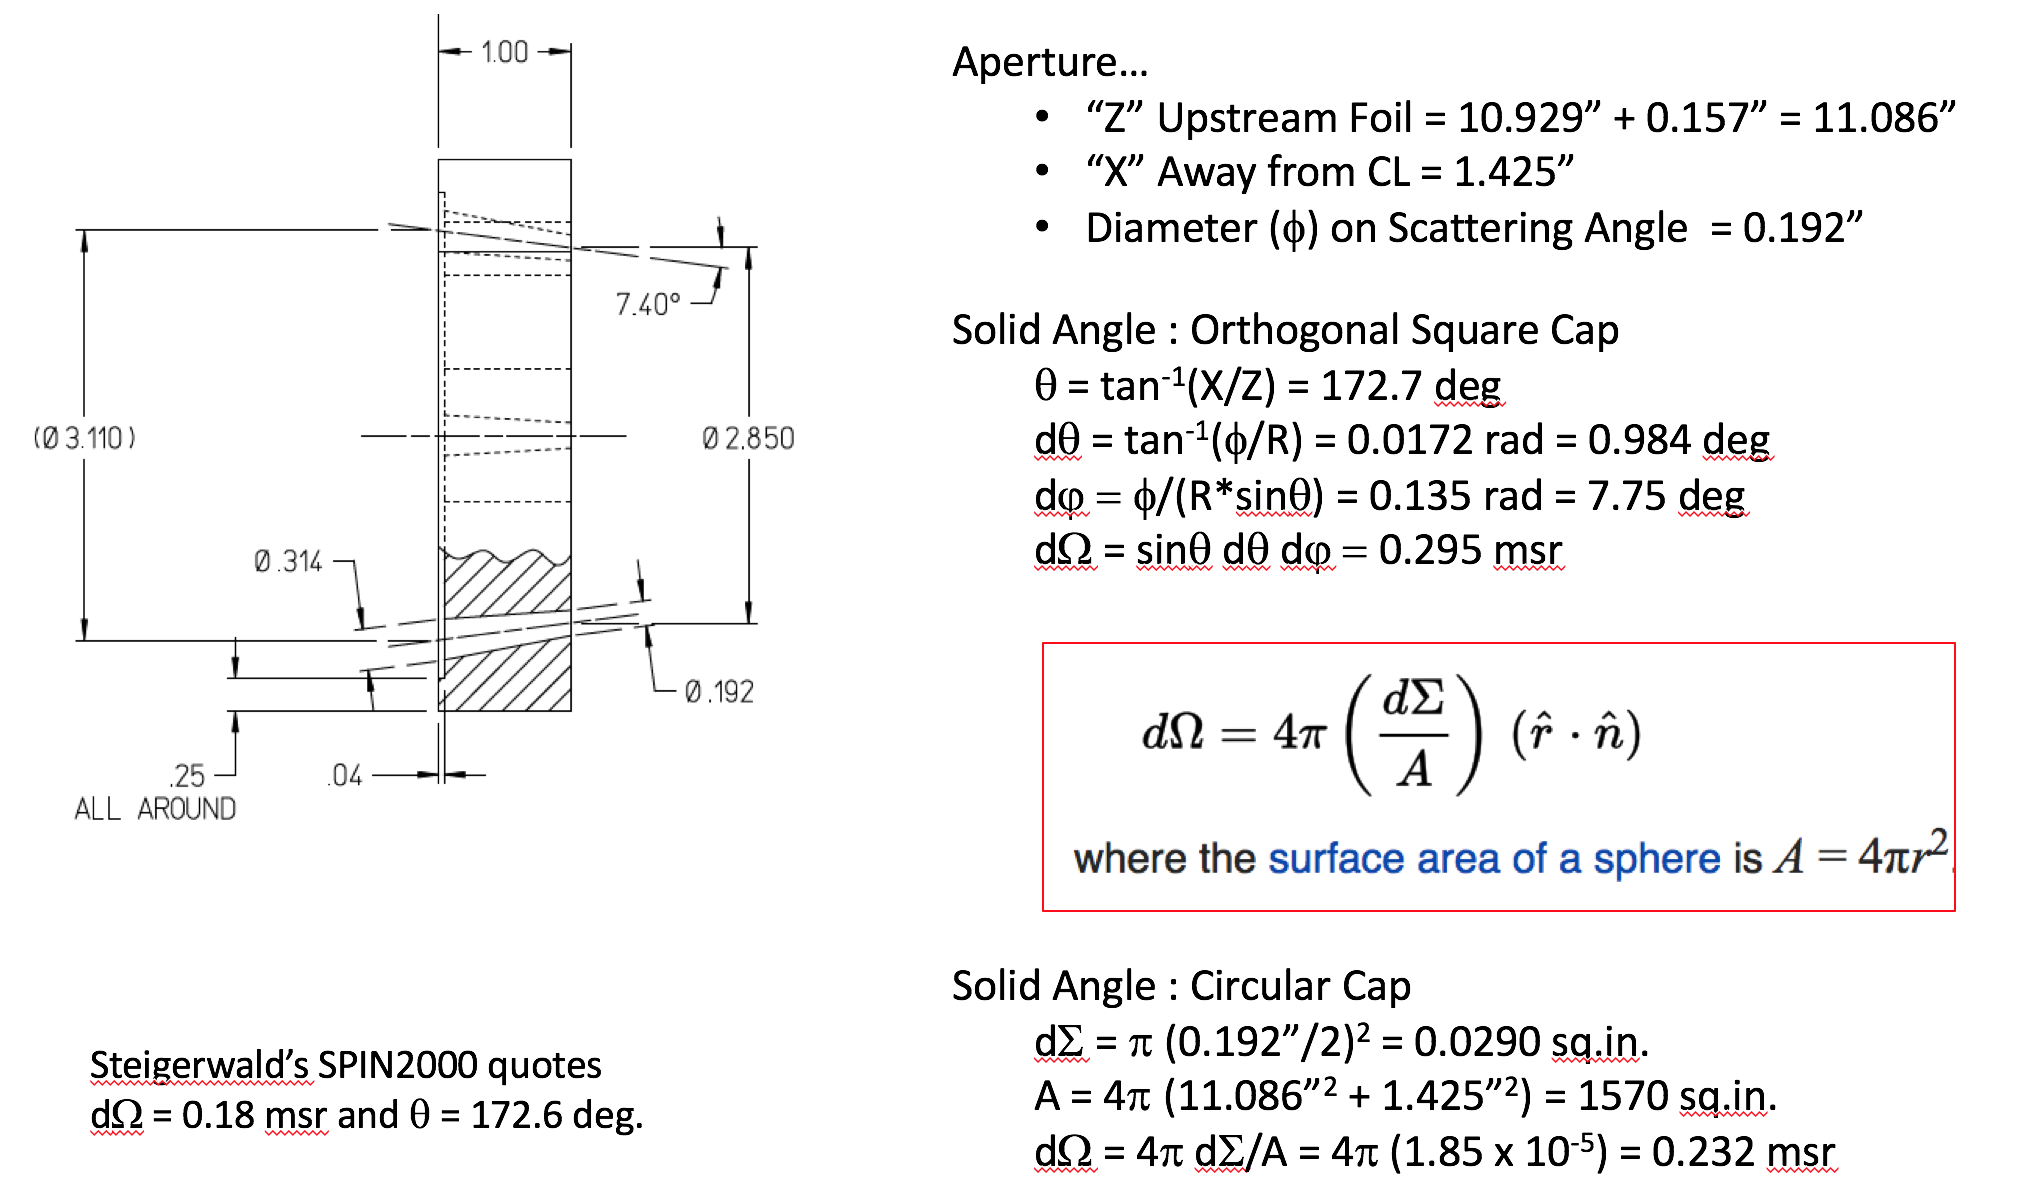 1.00
7.40°
(Ø 3.110)
Ø 2.850
Ø .314
Ø .192
.25
ALL AROUND
.04
Steigerwald’s SPIN2000 quotes
dΩ = 0.18 msr and θ = 172.6 deg.
Aperture...
• “Z” Upstream Foil = 10.929” + 0.157” = 11.086”
• “X” Away from CL = 1.425”
• Diameter (ϕ) on Scattering Angle = 0.192”
Solid Angle : Orthogonal Square Cap
θ = tan⁻¹(X/Z) = 172.7 deg
dθ = tan⁻¹(ϕ/R) = 0.0172 rad = 0.984 deg
dφ = ϕ/(R*sinθ) = 0.135 rad = 7.75 deg
dΩ = sinθ dθ dφ = 0.295 msr
dΩ = 4π (dΣ/A) (r̂ · n̂)
where the surface area of a sphere is A = 4πr².
Solid Angle : Circular Cap
dΣ = π (0.192”/2)² = 0.0290 sq.in.
A = 4π (11.086”² + 1.425”²) = 1570 sq.in.
dΩ = 4π dΣ/A = 4π (1.85 x 10⁻⁵) = 0.232 msr